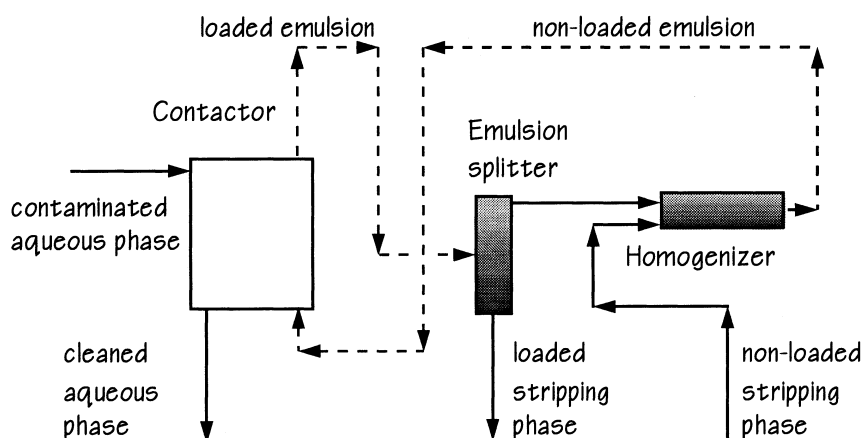 loaded emulsion
non-loaded emulsion
Contactor
Emulsion
splitter
contaminated
aqueous phase
Homogenizer
cleaned
aqueous
phase
loaded
stripping
phase
non-loaded
stripping
phase